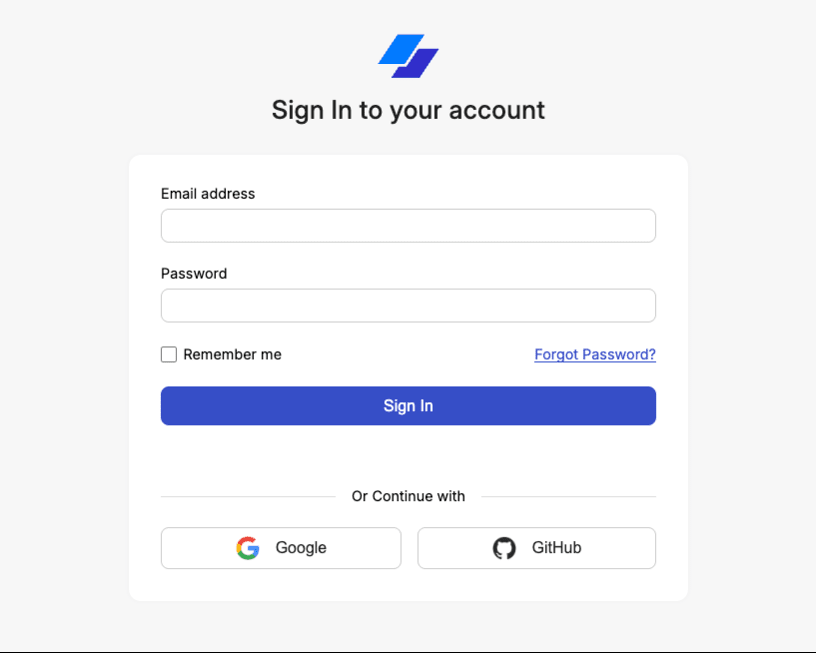 Sign In to your account
Email address
Password
Remember me Forgot Password?
Sign In
Or Continue with
Google GitHub